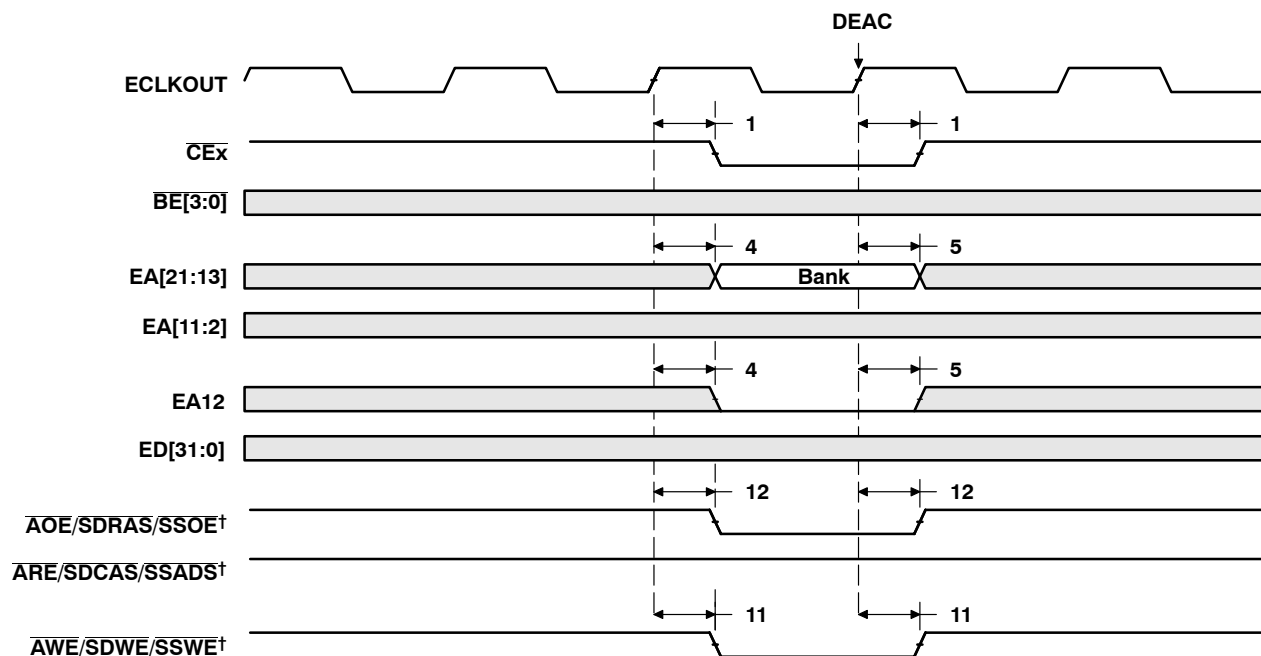 DEAC
ECLKOUT
1 1
CEx
BE[3:0]
4 5
EA[21:13] Bank
EA[11:2]
4 5
EA12
ED[31:0]
12 12
AOE/SDRAS/SSOE†
ARE/SDCAS/SSADS†
11 11
AWE/SDWE/SSWE†